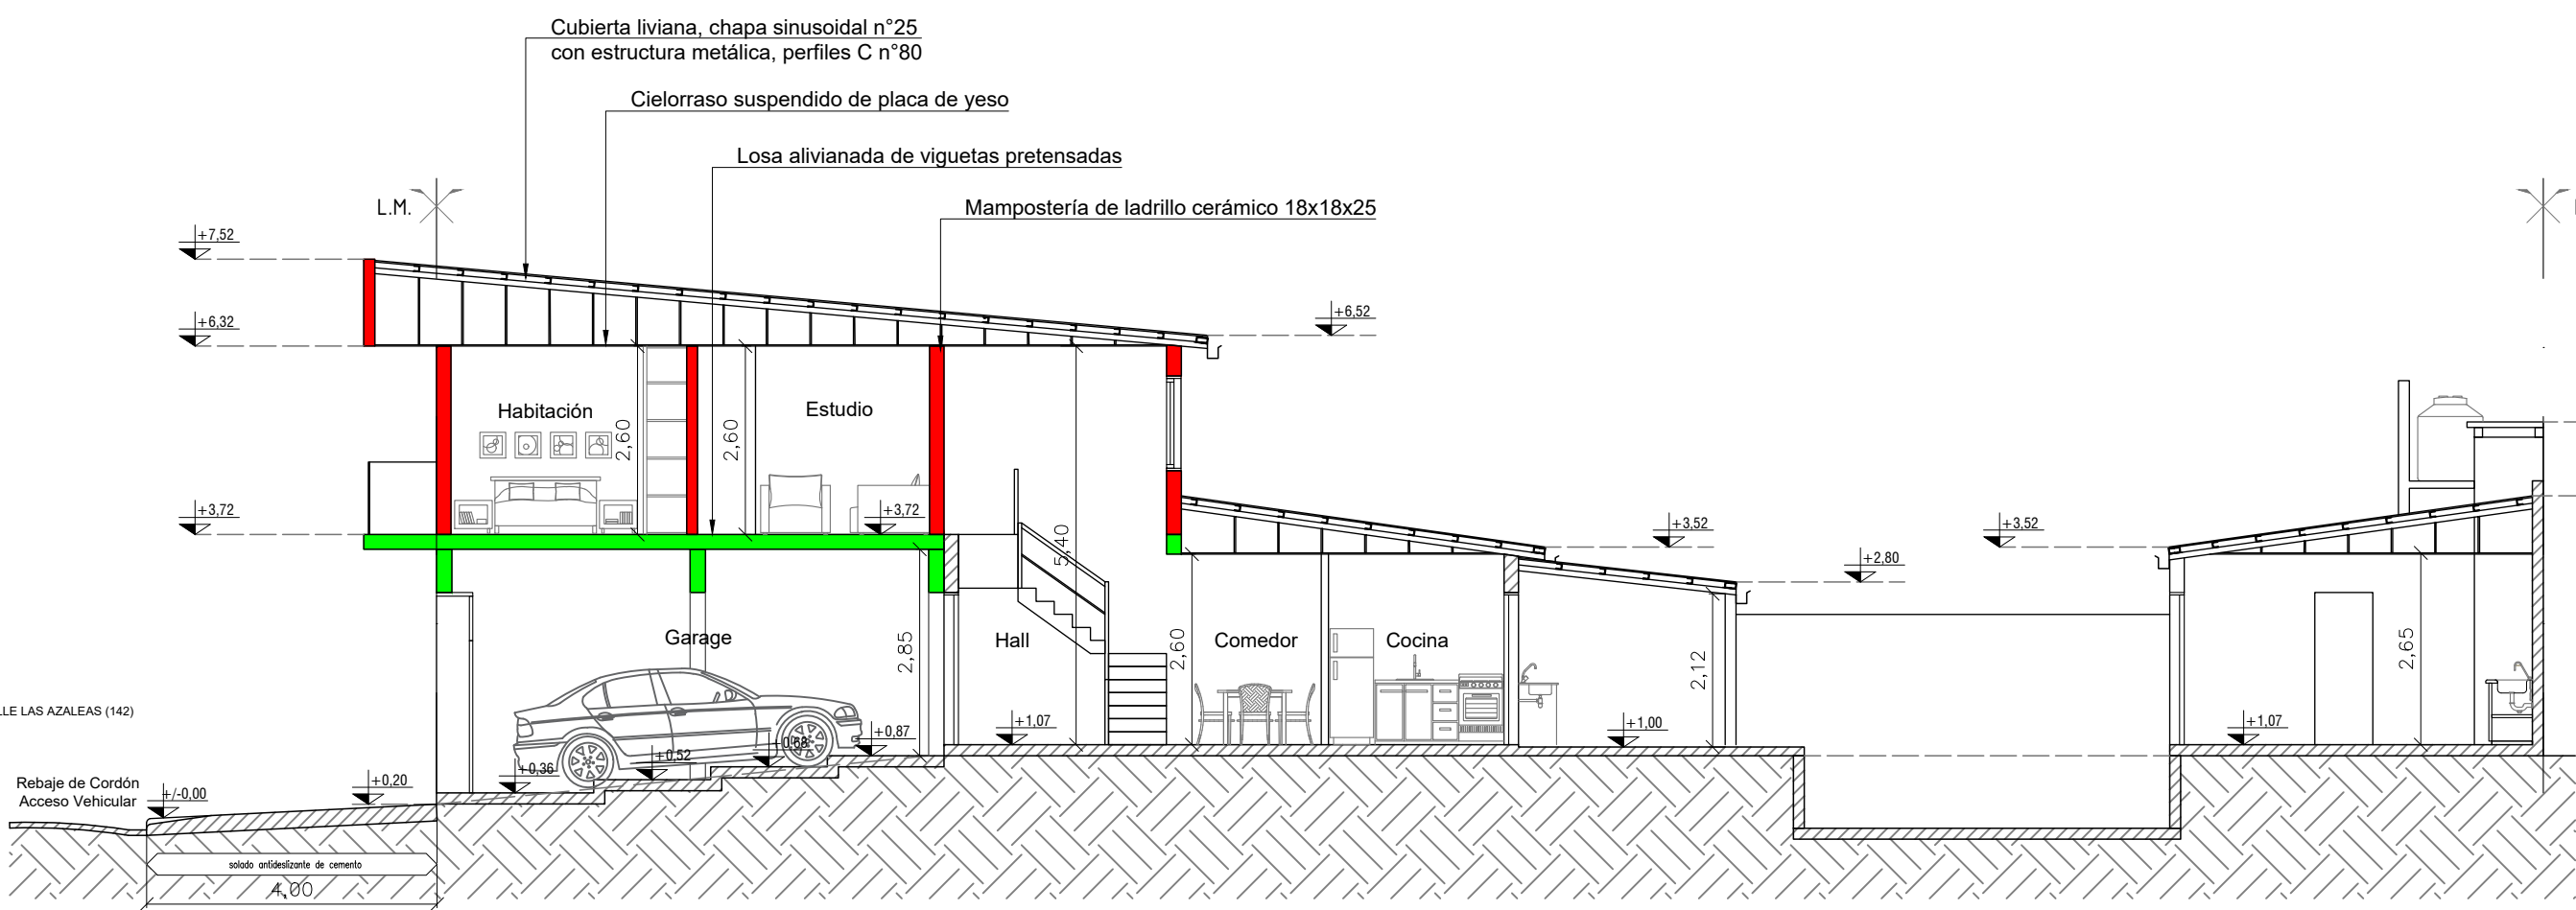 Cubierta liviana, chapa sinusoidal n°25
con estructura metálica, perfiles C n°80
Cielorraso suspendido de placa de yeso
Losa alivianada de viguetas pretensadas
Mampostería de ladrillo cerámico 18x18x25
L.M.
+7,52
+6,32
+6,52
Habitación
2,60
2,60
Estudio
+3,72
+3,72
5,40
+3,52
+3,52
+2,80
Garage
2,85
Hall
2,60
Comedor
Cocina
2,12
2,65
LLE LAS AZALEAS (142)
+0,36
+0,52
+0,68
+0,87
+1,07
+1,00
+1,07
Rebaje de Cordón
Acceso Vehicular
+/-0,00
+0,20
solado antideslizante de cemento
4,00